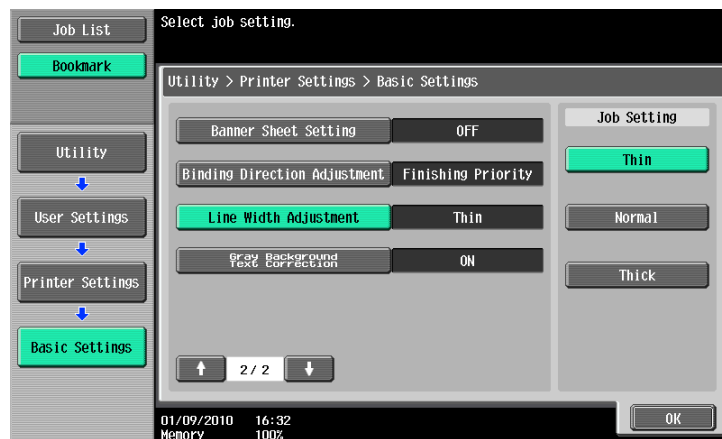 Job List
Bookmark
Utility
User Settings
Printer Settings
Basic Settings
Select job setting.
Utility > Printer Settings > Basic Settings
Banner Sheet Setting OFF
Binding Direction Adjustment Finishing Priority
Line Width Adjustment Thin
Gray Background
Text Correction ON
2/ 2
Job Setting
Thin
Normal
Thick
01/09/2010 16:32
Memory 100%
OK